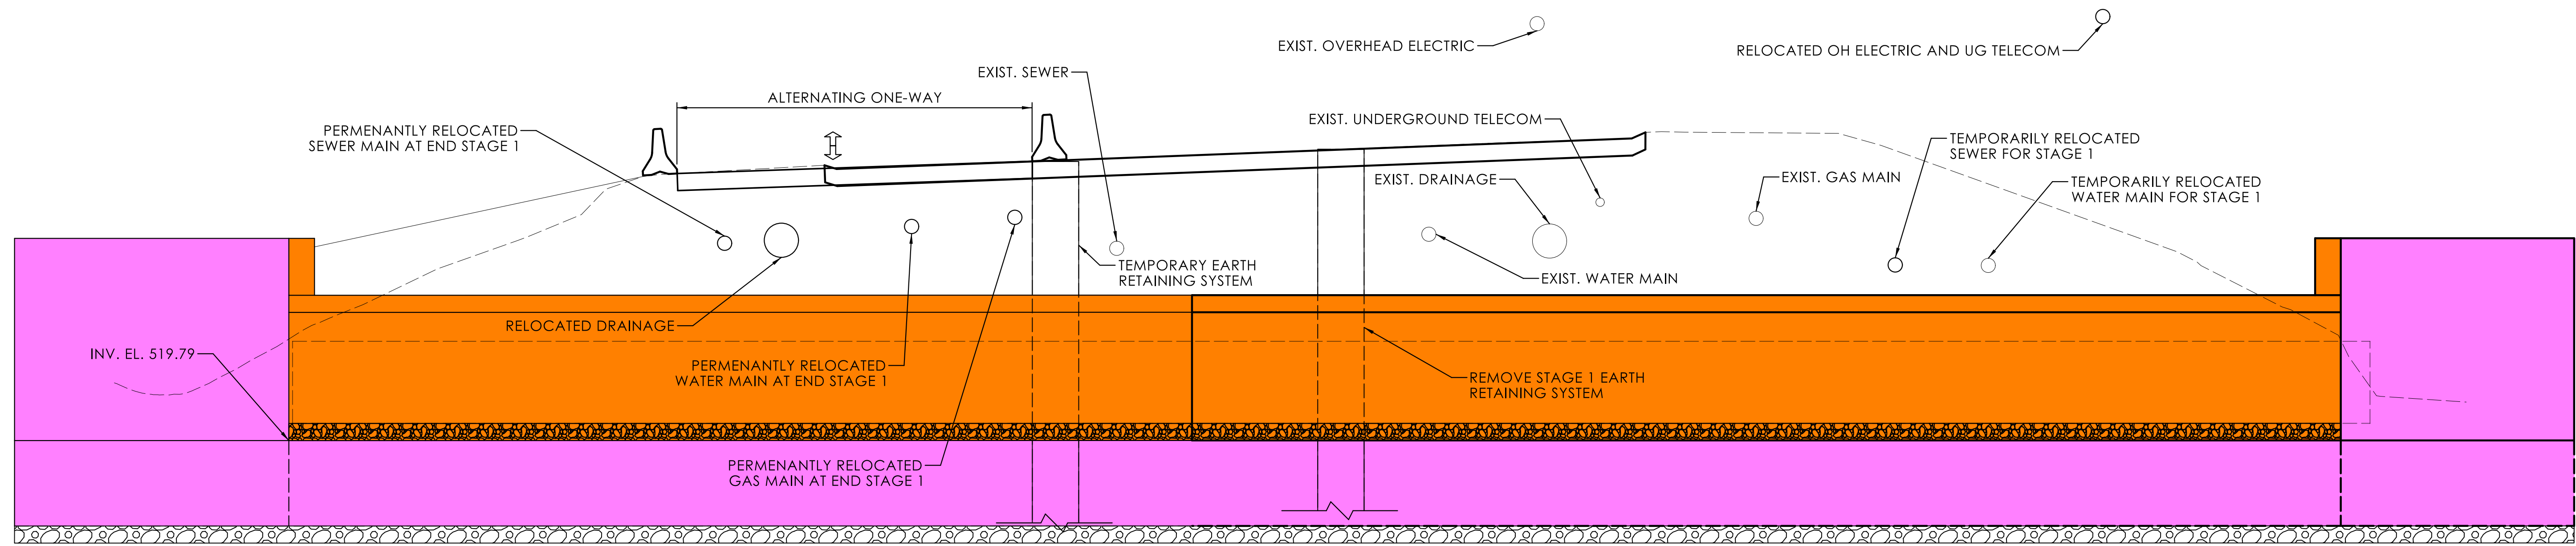 EXIST. OVERHEAD ELECTRIC
RELOCATED OH ELECTRIC AND UG TELECOM
EXIST. SEWER
ALTERNATING ONE-WAY
PERMENANTLY RELOCATED
SEWER MAIN AT END STAGE 1
EXIST. UNDERGROUND TELECOM
TEMPORARILY RELOCATED
SEWER FOR STAGE 1
EXIST. DRAINAGE
EXIST. GAS MAIN
TEMPORARILY RELOCATED
WATER MAIN FOR STAGE 1
TEMPORARY EARTH
RETAINING SYSTEM
EXIST. WATER MAIN
RELOCATED DRAINAGE
INV. EL. 519.79
PERMENANTLY RELOCATED
WATER MAIN AT END STAGE 1
REMOVE STAGE 1 EARTH
RETAINING SYSTEM
PERMENANTLY RELOCATED
GAS MAIN AT END STAGE 1